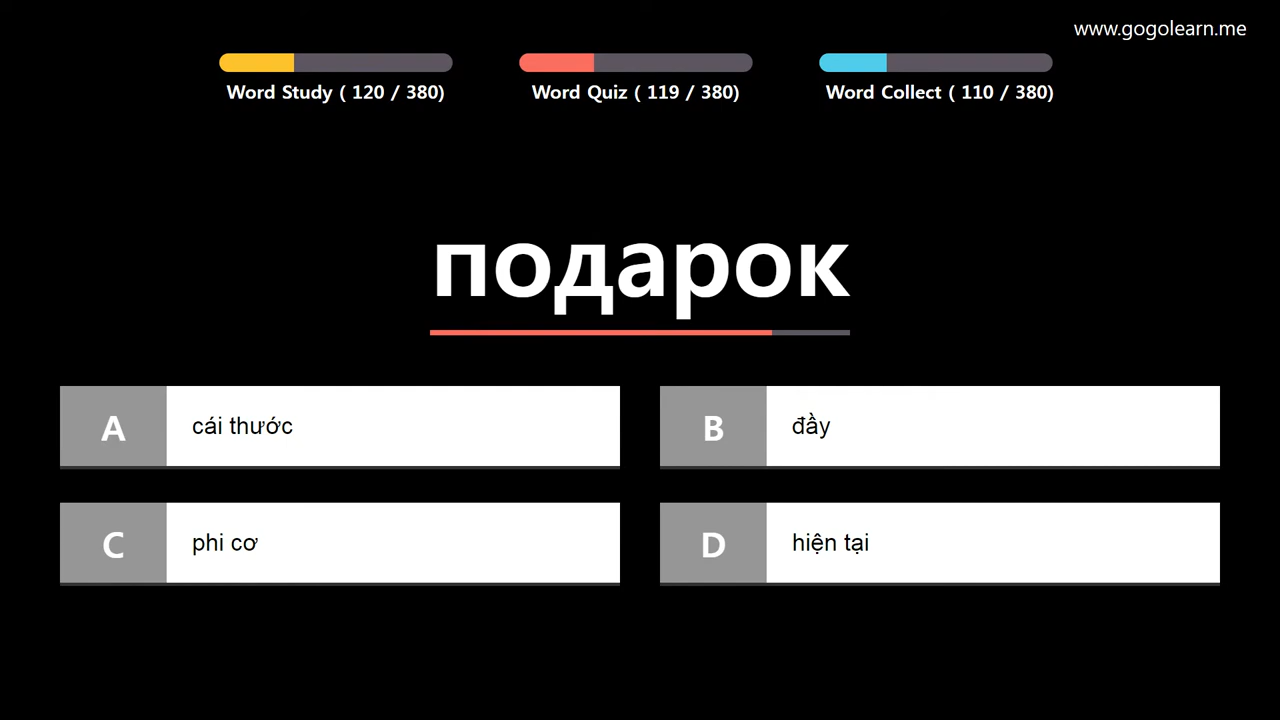 www.gogolearn.me
Word Study ( 120 / 380)
Word Quiz ( 119 / 380)
Word Collect ( 110 / 380)
подарок
A cái thước
B đầy
C phi cơ
D hiện tại